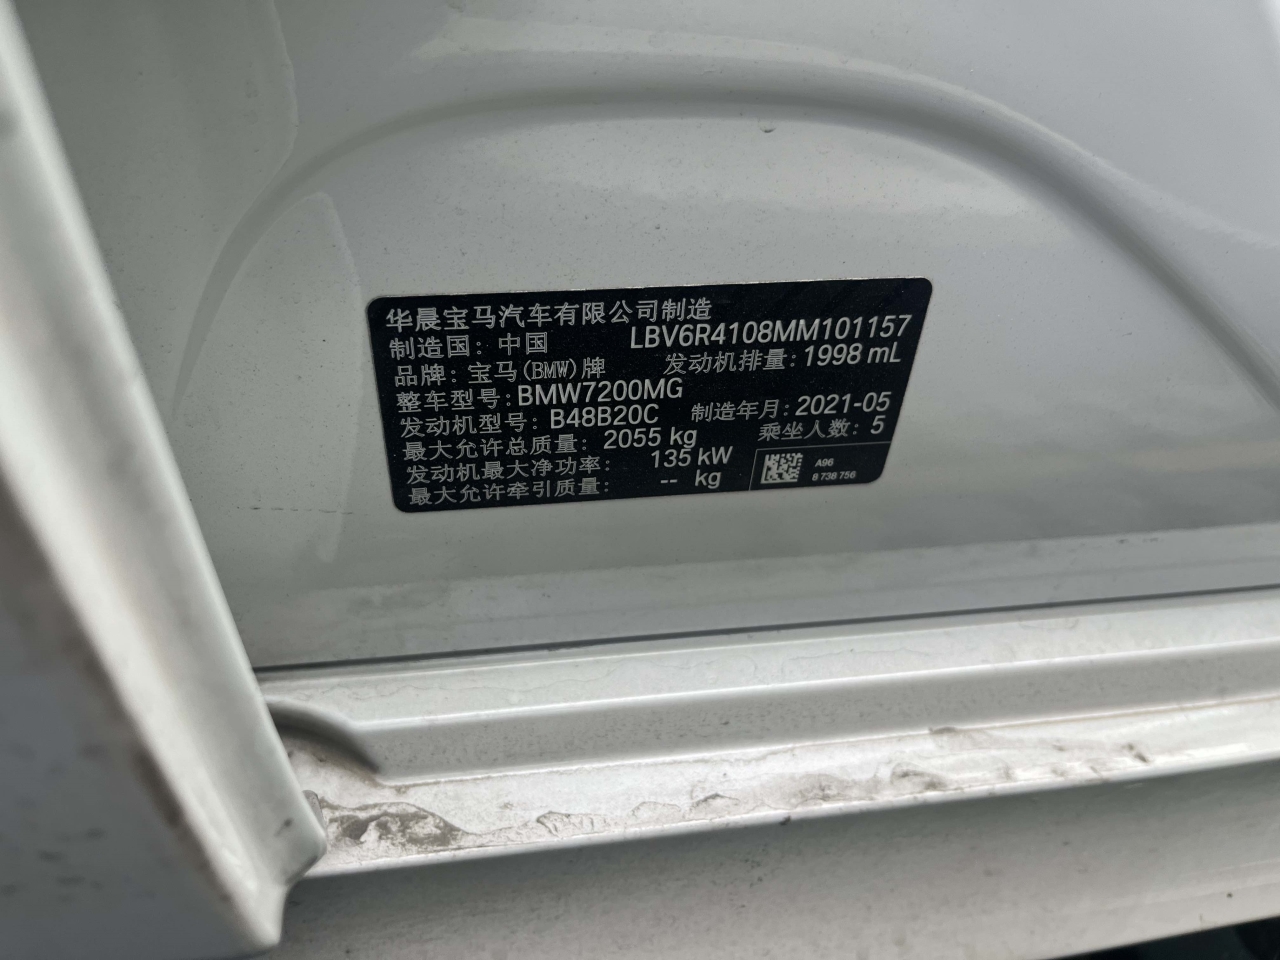 华晨宝马汽车有限公司制造
制造国: 中国 LBV6R4108MM101157
品牌: 宝马(BMW)牌 发动机排量: 1998 mL
整车型号: BMW7200MG
发动机型号: B48B20C 制造年月: 2021-05
最大允许总质量: 2055 kg 乘坐人数: 5
发动机最大净功率: 135 kW
最大允许牵引质量: -- kg
A96
8 738 756